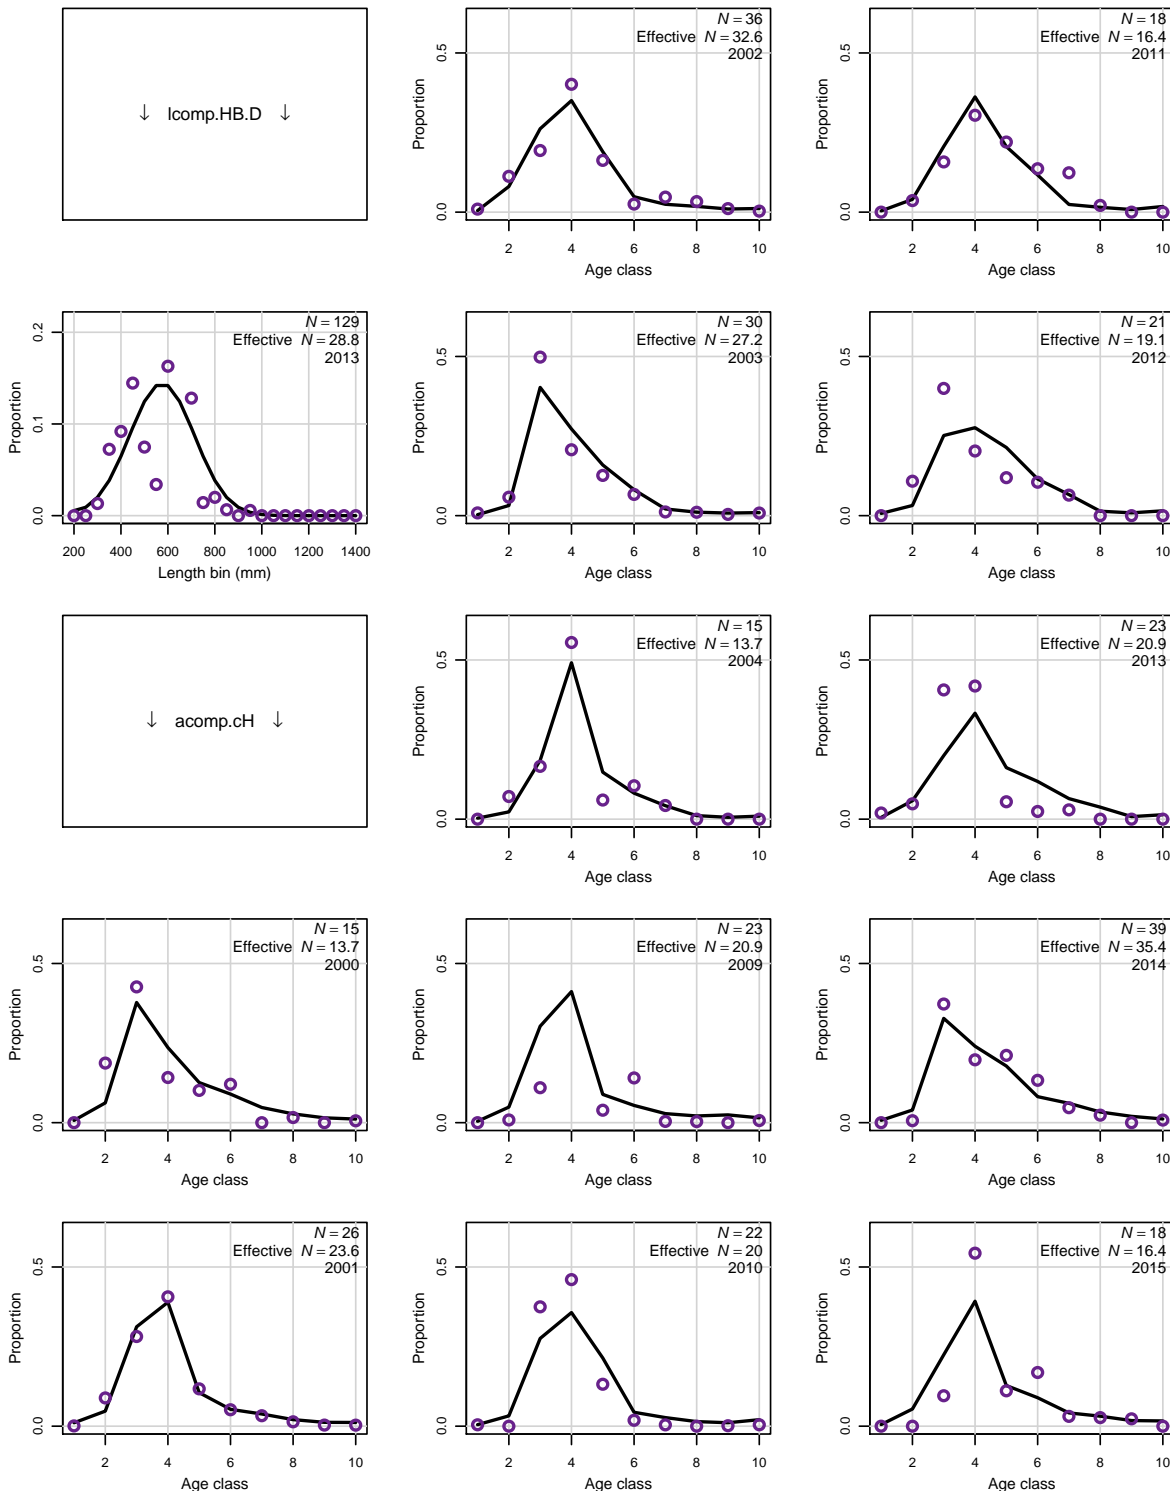 ↓ lcomp.HB.D ↓
N = 36
Effective N = 32.6
2002
0.5
0.0
Proportion
2 4 6 8 10
Age class
N = 18
Effective N = 16.4
2011
0.5
0.0
Proportion
2 4 6 8 10
Age class
N = 129
Effective N = 28.8
2013
0.2
0.1
0.0
Proportion
200 400 600 800 1000 1200 1400
Length bin (mm)
N = 30
Effective N = 27.2
2003
0.5
0.0
Proportion
2 4 6 8 10
Age class
N = 21
Effective N = 19.1
2012
0.5
0.0
Proportion
2 4 6 8 10
Age class
↓ acomp.cH ↓
N = 15
Effective N = 13.7
2004
0.5
0.0
Proportion
2 4 6 8 10
Age class
N = 23
Effective N = 20.9
2013
0.5
0.0
Proportion
2 4 6 8 10
Age class
N = 15
Effective N = 13.7
2000
0.5
0.0
Proportion
2 4 6 8 10
Age class
N = 23
Effective N = 20.9
2009
0.5
0.0
Proportion
2 4 6 8 10
Age class
N = 39
Effective N = 35.4
2014
0.5
0.0
Proportion
2 4 6 8 10
Age class
N = 26
Effective N = 23.6
2001
0.5
0.0
Proportion
2 4 6 8 10
Age class
N = 22
Effective N = 20
2010
0.5
0.0
Proportion
2 4 6 8 10
Age class
N = 18
Effective N = 16.4
2015
0.5
0.0
Proportion
2 4 6 8 10
Age class